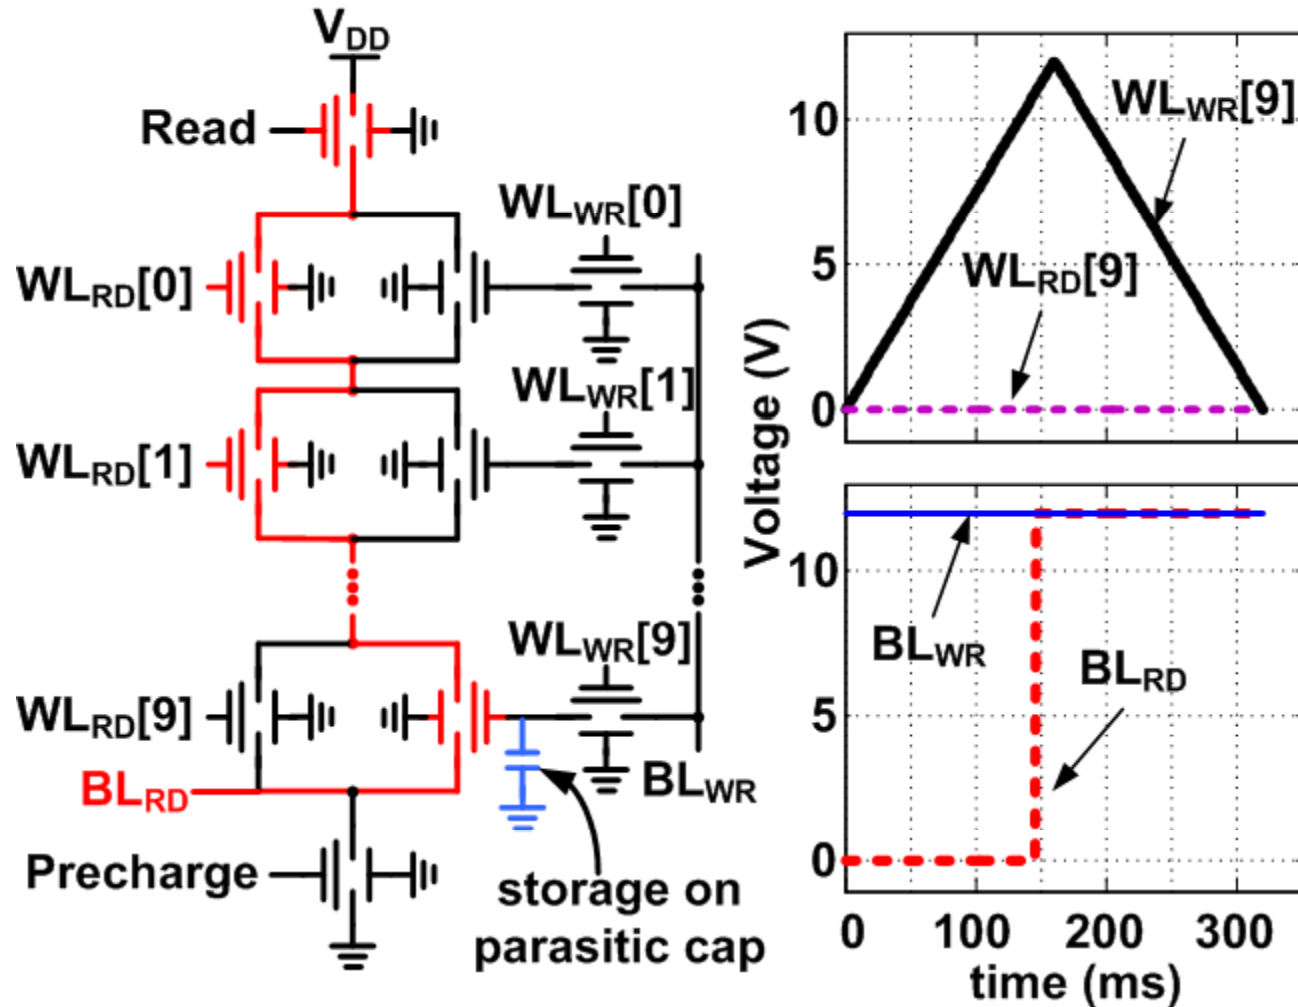 VDD
Read
WLWR[0]
WLRD[0]
WLWR[1]
WLRD[1]
WLWR[9]
WLRD[9]
BLRD
BLWR
Precharge
storage on
parasitic cap
Voltage (V)
10
5
0
WLWR[9]
WLRD[9]
10
5
0
BLWR
BLRD
0 100 200 300
time (ms)